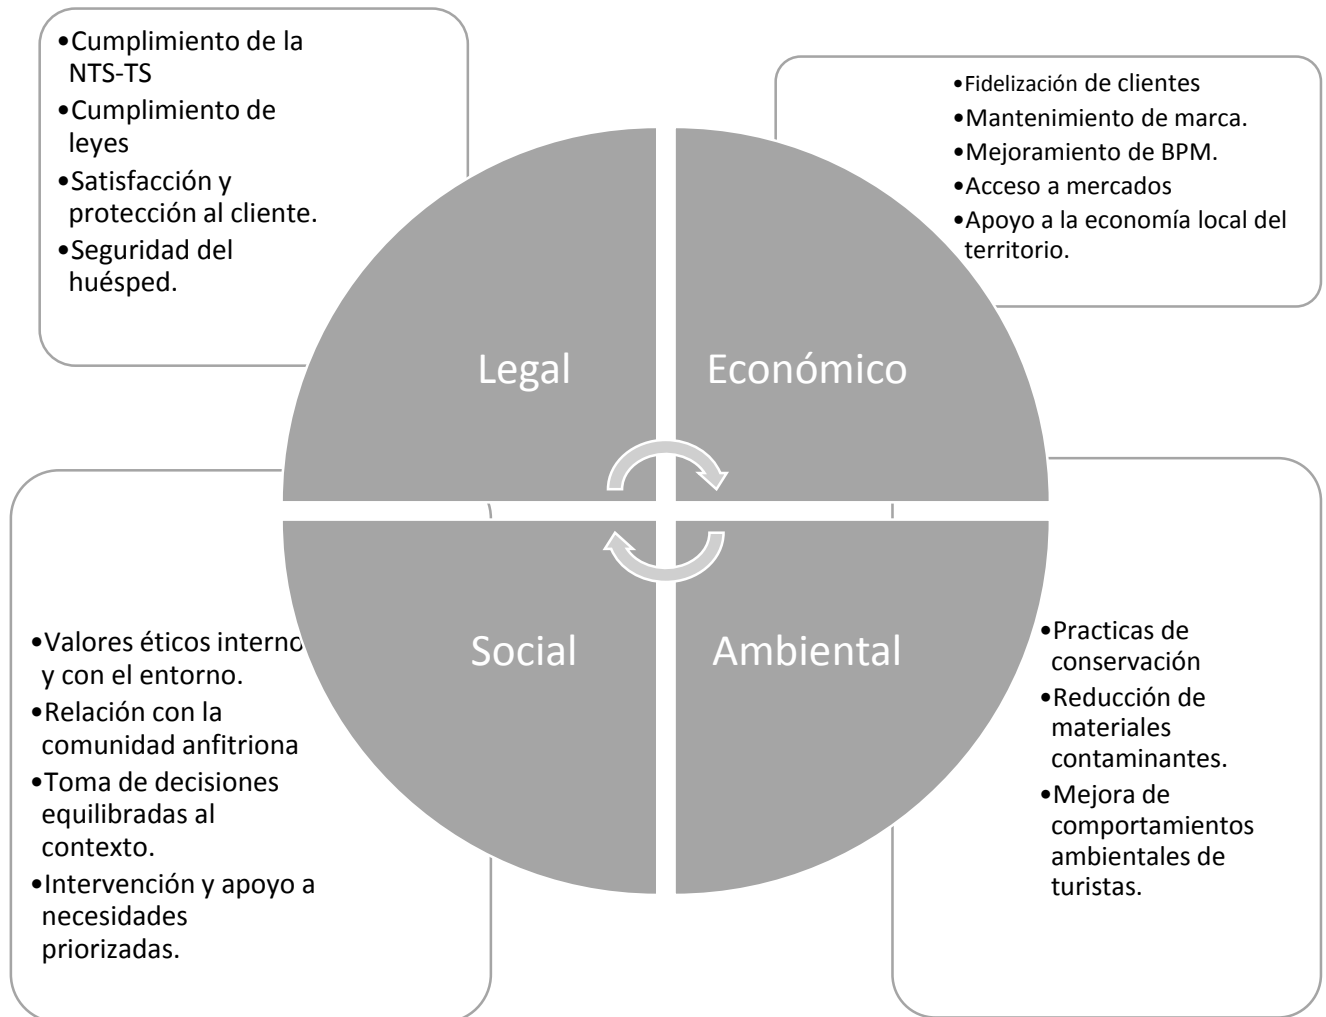 •Cumplimiento de la
NTS-TS
•Cumplimiento de
leyes
•Satisfacción y
protección al cliente.
•Seguridad del
huésped.
•Fidelización de clientes
•Mantenimiento de marca.
•Mejoramiento de BPM.
•Acceso a mercados
•Apoyo a la economía local del
territorio.
Legal
Económico
Social
Ambiental
•Valores éticos interno
y con el entorno.
•Relación con la
comunidad anfitriona
•Toma de decisiones
equilibradas al
contexto.
•Intervención y apoyo a
necesidades
priorizadas.
•Practicas de
conservación
•Reducción de
materiales
contaminantes.
•Mejora de
comportamientos
ambientales de
turistas.